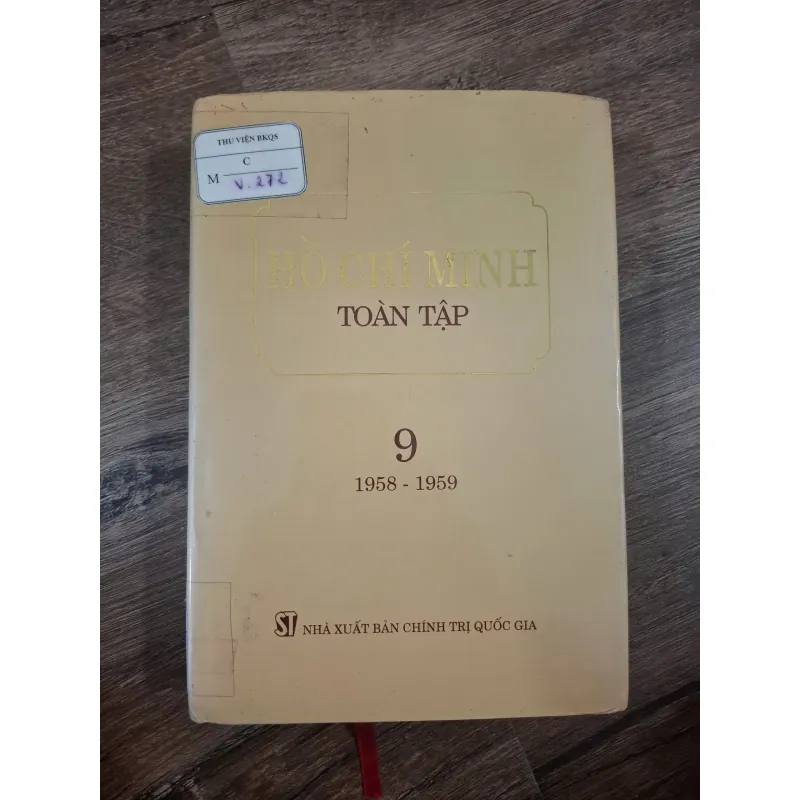 THƯ VIỆN BKQS
C
M
V.272
HỒ CHÍ MINH
TOÀN TẬP
9
1958 - 1959
ST NHÀ XUẤT BẢN CHÍNH TRỊ QUỐC GIA